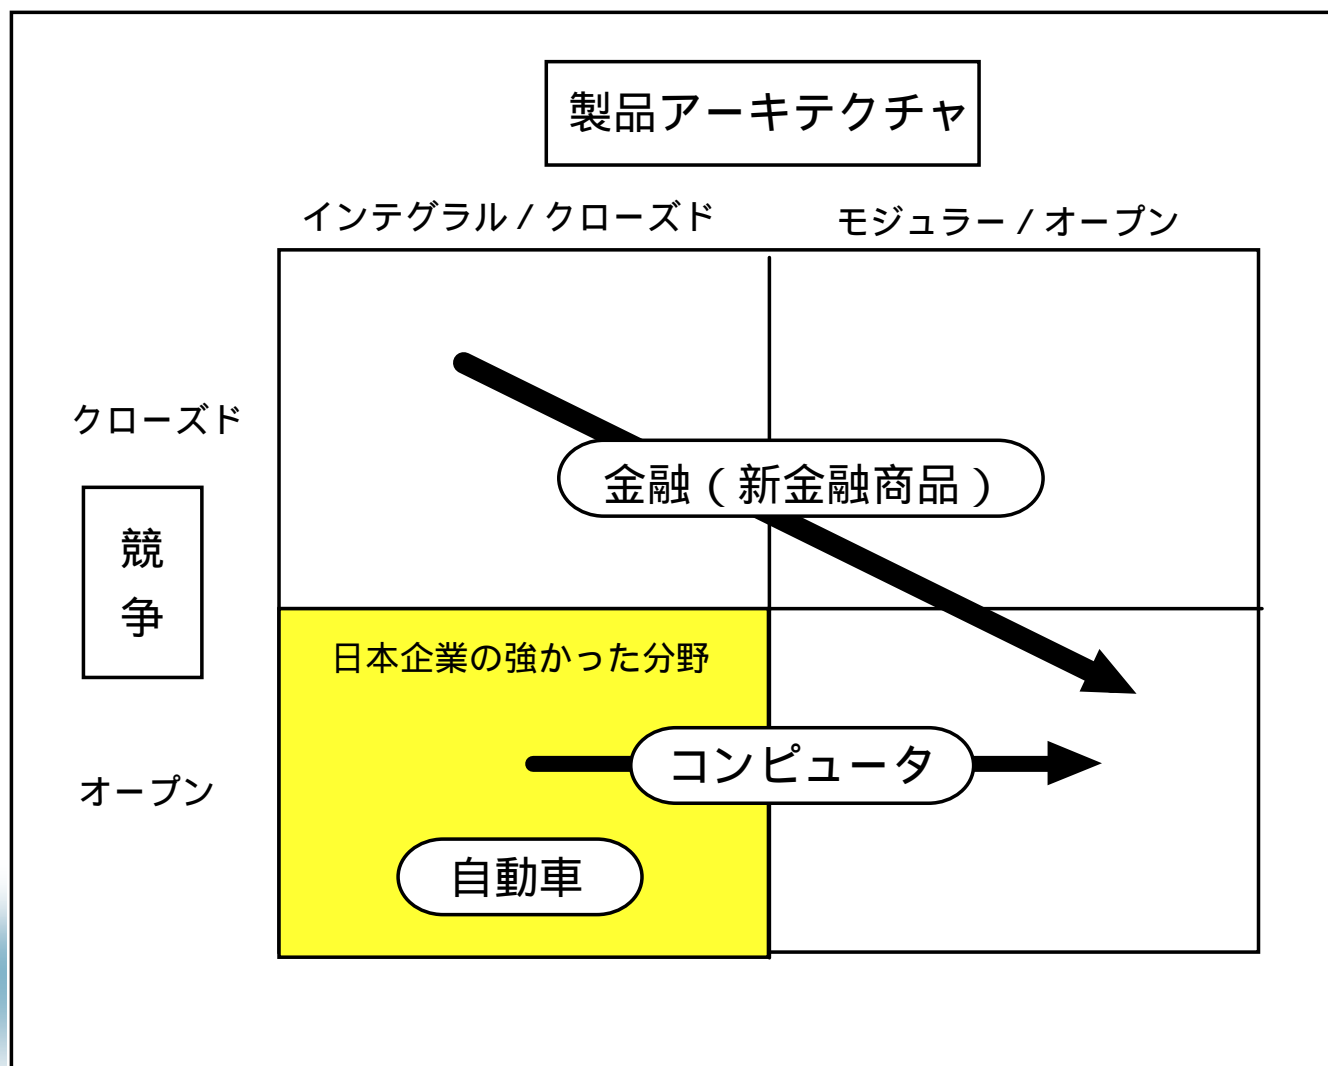 製品アーキテクチャ
インテグラル / クローズド
モジュラー / オープン
クローズド
金融 ( 新金融商品 )
競
争
日本企業の強かった分野
コンピュータ
オープン
自動車